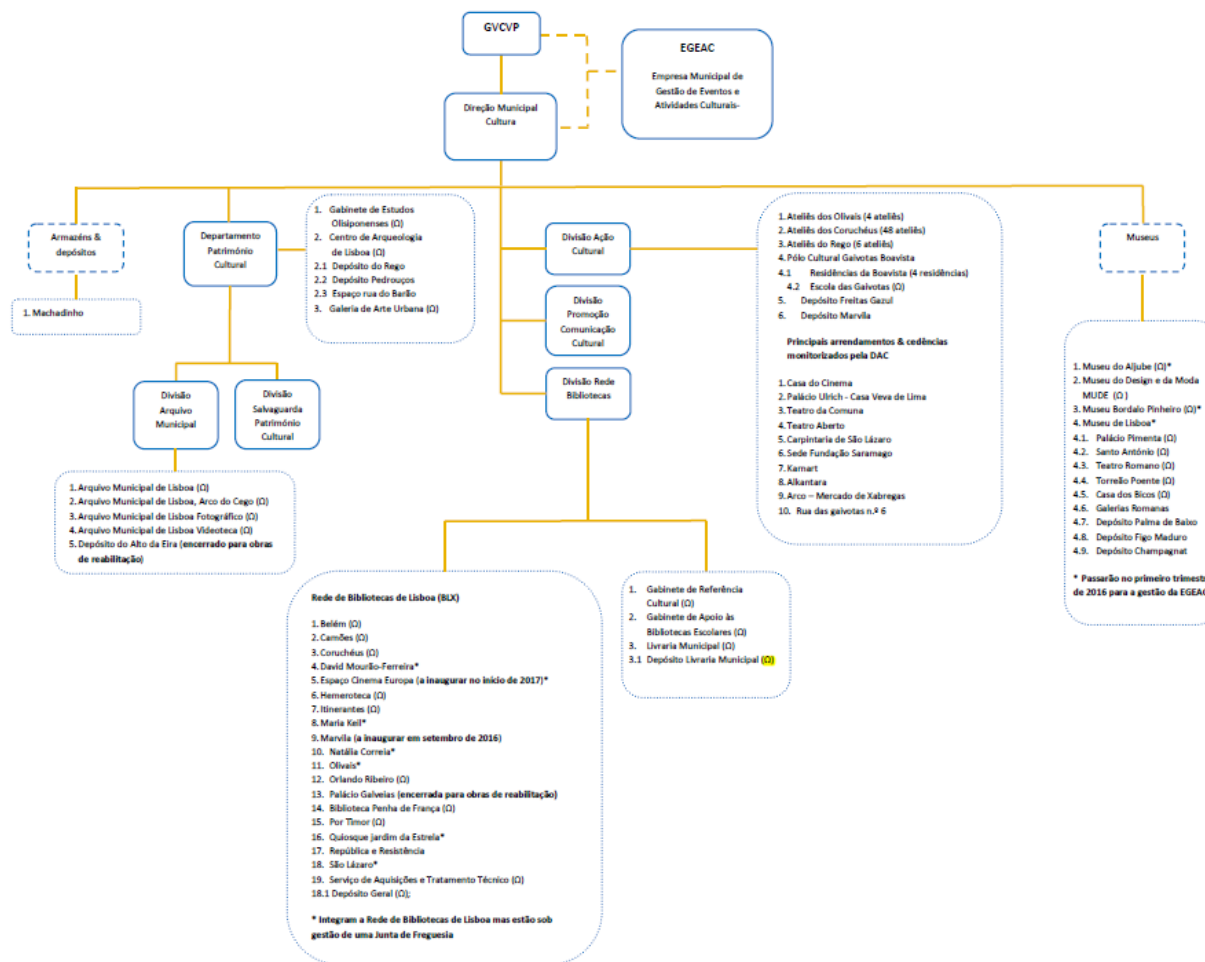 GVCVP
EGEAC
Empresa Municipal de
Gestão de Eventos e
Atividades Culturais-
Direção Municipal
Cultura
Armazéns &
depósitos
1. Machadinho
Departamento
Património
Cultural
1. Gabinete de Estudos
Olisiponenses (Ω)
2. Centro de Arqueologia
de Lisboa (Ω)
2.1 Depósito do Rego
2.2 Depósito Pedrouços
2.3 Espaço rua do Barão
3. Galeria de Arte Urbana (Ω)
Divisão
Arquivo
Municipal
Divisão
Salvaguarda
Património
Cultural
1. Arquivo Municipal de Lisboa (Ω)
2. Arquivo Municipal de Lisboa, Arco do Cego (Ω)
3. Arquivo Municipal de Lisboa Fotográfico (Ω)
4. Arquivo Municipal de Lisboa Videoteca (Ω)
5. Depósito do Alto da Eira (encerrado para obras
de reabilitação)
Divisão Ação
Cultural
Divisão
Promoção
Comunicação
Cultural
Divisão Rede
Bibliotecas
1. Ateliês dos Olivais (4 ateliês)
2. Ateliês dos Coruchéus (48 ateliês)
3. Ateliês do Rego (6 ateliês)
4. Pólo Cultural Gaivotas Boavista
4.1 Residências da Boavista (4 residências)
4.2 Escola das Gaivotas (Ω)
5. Depósito Freitas Gazul
6. Depósito Marvila
Principais arrendamentos & cedências
monitorizados pela DAC
1. Casa do Cinema
2. Palácio Ulrich - Casa Veva de Lima
3. Teatro da Comuna
4. Teatro Aberto
5. Carpintaria de São Lázaro
6. Sede Fundação Saramago
7. Karnart
8. Alkantara
9. Arco – Mercado de Xabregas
10. Rua das gaivotas n.º 6
Museus
1. Museu do Aljube (Ω)*
2. Museu do Design e da Moda
MUDE (Ω )
3. Museu Bordalo Pinheiro (Ω)*
4. Museu de Lisboa*
4.1. Palácio Pimenta (Ω)
4.2. Santo António (Ω)
4.3. Teatro Romano (Ω)
4.4. Torreão Poente (Ω)
4.5. Casa dos Bicos (Ω)
4.6. Galerias Romanas
4.7. Depósito Palma de Baixo
4.8. Depósito Figo Maduro
4.9. Depósito Champagnat
* Passarão no primeiro trimestre
de 2016 para a gestão da EGEAC
Rede de Bibliotecas de Lisboa (BLX)
1. Belém (Ω)
2. Camões (Ω)
3. Coruchéus (Ω)
4. David Mourão-Ferreira*
5. Espaço Cinema Europa (a inaugurar no início de 2017)*
6. Hemeroteca (Ω)
7. Itinerantes (Ω)
8. Maria Keil*
9. Marvila (a inaugurar em setembro de 2016)
10. Natália Correia*
11. Olivais*
12. Orlando Ribeiro (Ω)
13. Palácio Galveias (encerrada para obras de reabilitação)
14. Biblioteca Penha de França (Ω)
15. Por Timor (Ω)
16. Quiosque jardim da Estrela*
17. República e Resistência
18. São Lázaro*
19. Serviço de Aquisições e Tratamento Técnico (Ω)
18.1 Depósito Geral (Ω);
* Integram a Rede de Bibliotecas de Lisboa mas estão sob
gestão de uma Junta de Freguesia
1. Gabinete de Referência
Cultural (Ω)
2. Gabinete de Apoio às
Bibliotecas Escolares (Ω)
3. Livraria Municipal (Ω)
3.1 Depósito Livraria Municipal (Ω)